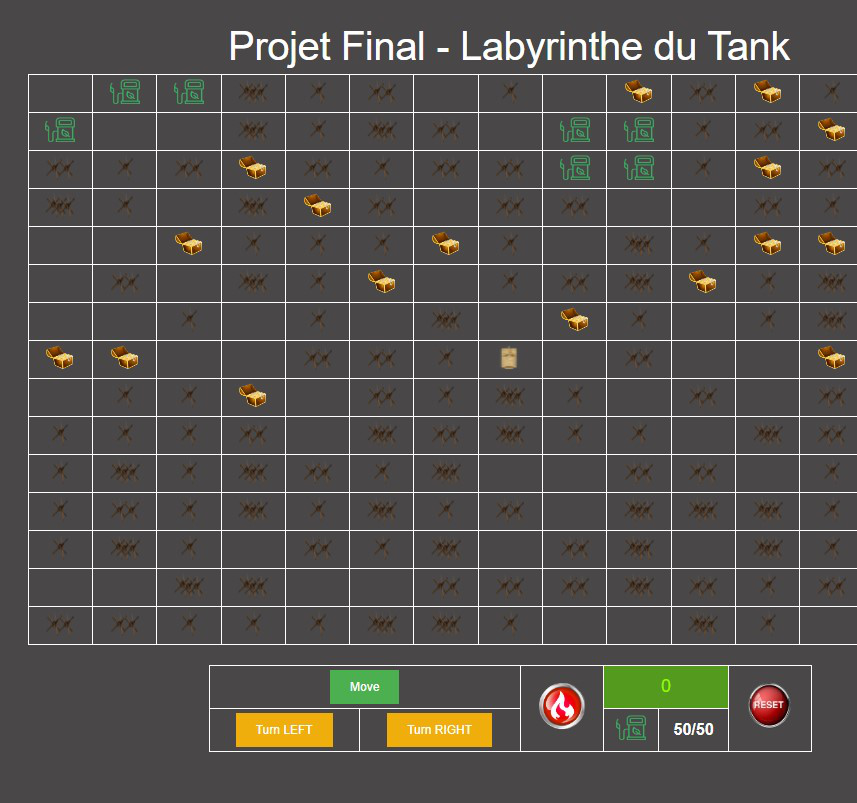 Projet Final - Labyrinthe du Tank
Move
0
RESET
Turn LEFT
Turn RIGHT
50/50